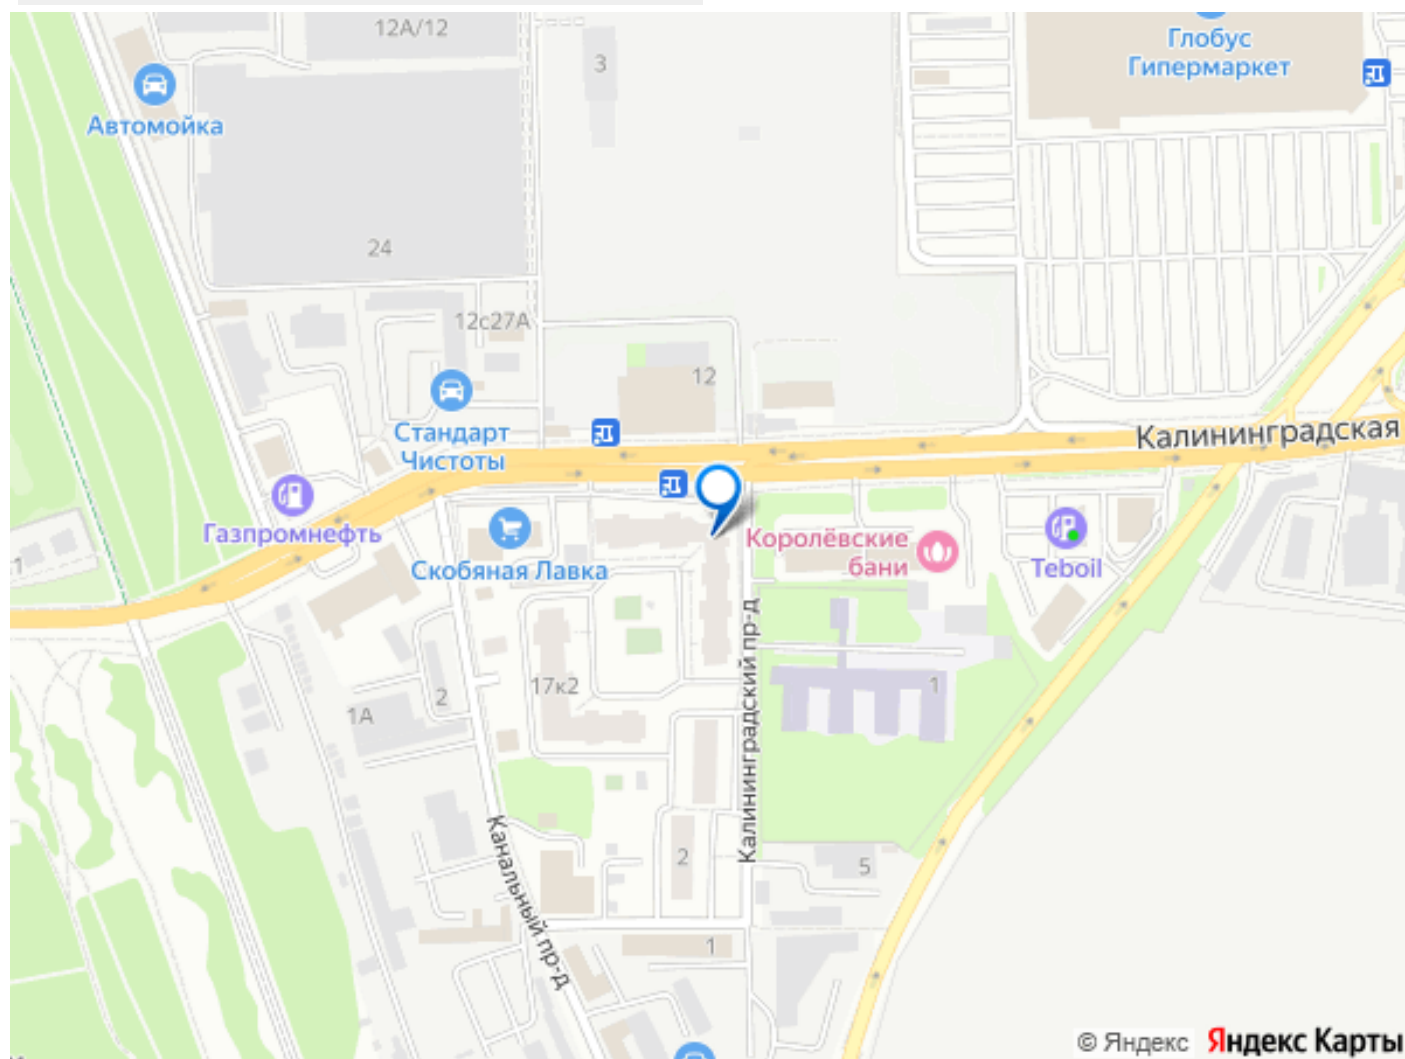 12А/12
3
Глобус
Гипермаркет
Автомойка
24
12с27А
12
Стандарт
Чистоты
Калининградская
Газпромнефть
Скобяная Лавка
Королёвские
бани
Teboil
1
17к2
2
1А
1
Калининградский пр-д
Канальный пр-д
2
5
1
© Яндекс Яндекс Карты